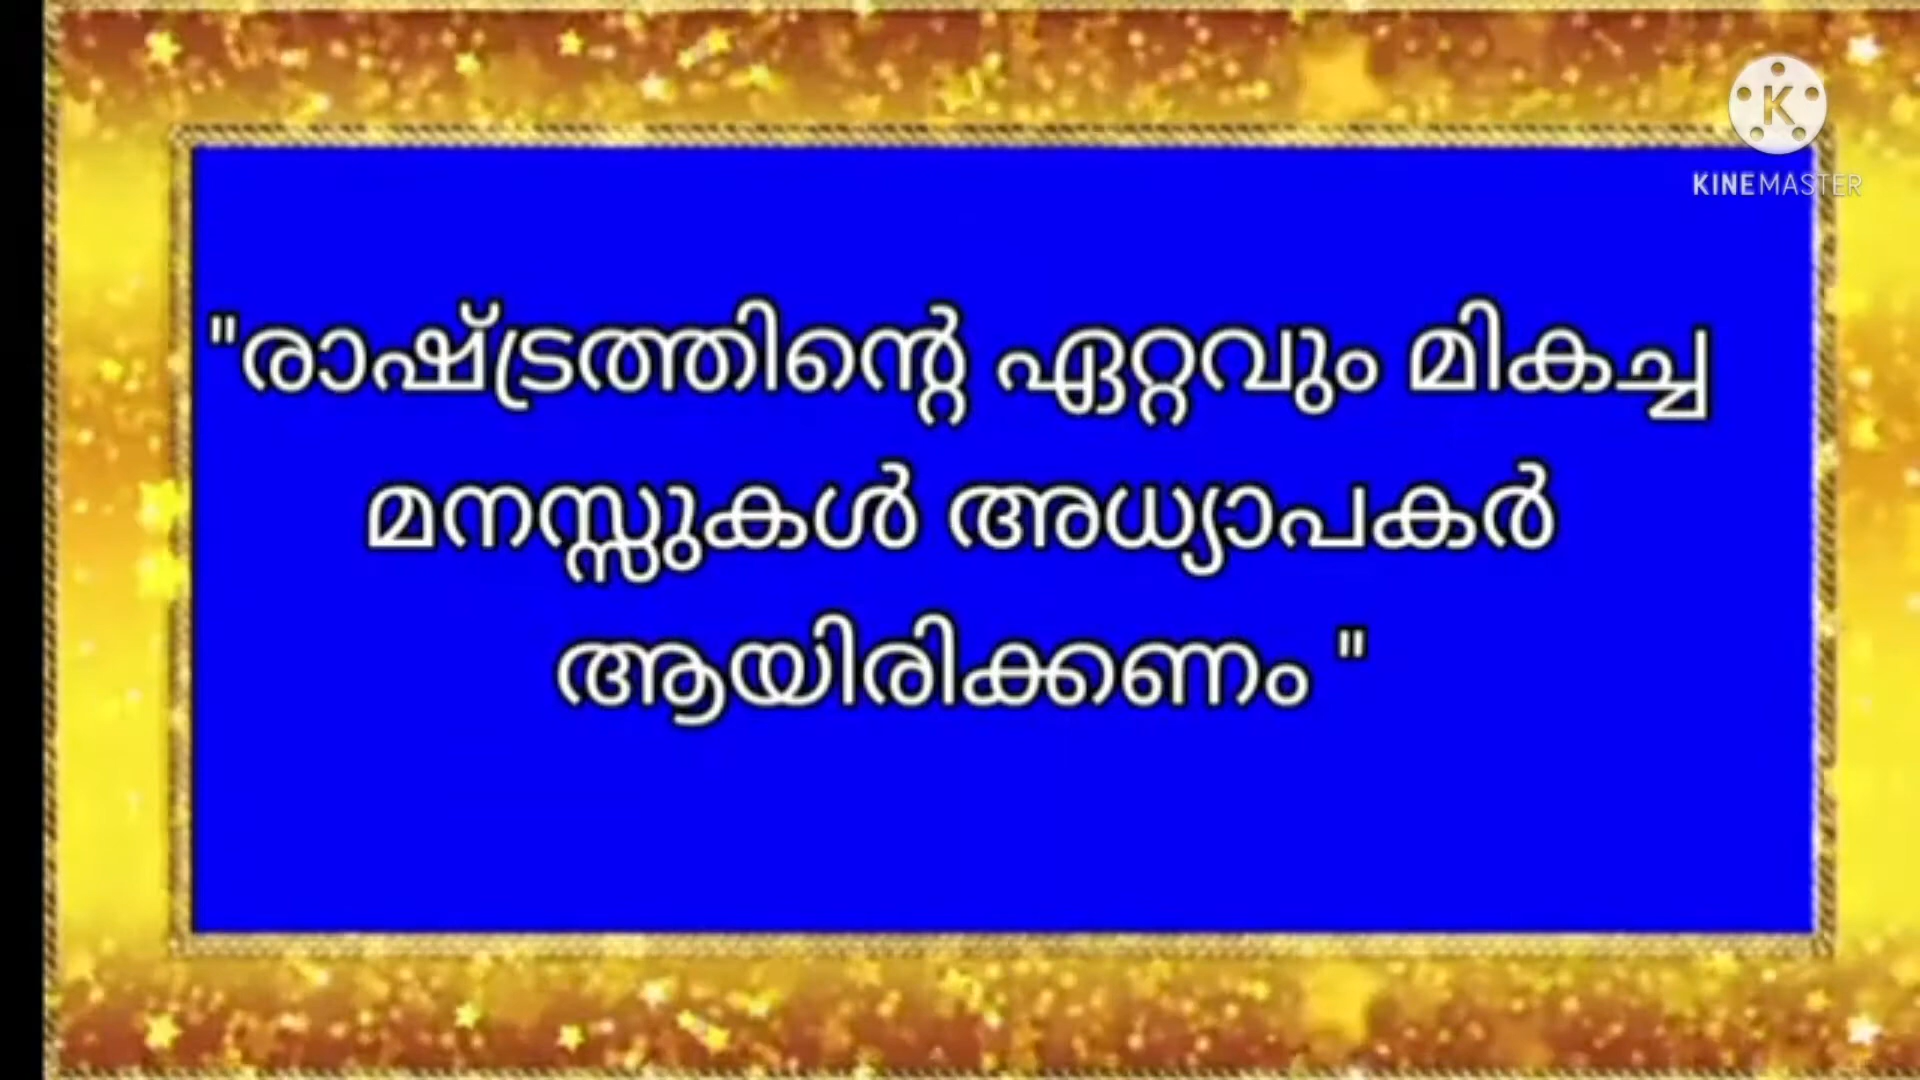 KINEMASTER
"രാഷ്ട്രത്തിന്റെ ഏറ്റവും മികച്ച
മനസ്സുകൾ അധ്യാപകർ
ആയിരിക്കണം "